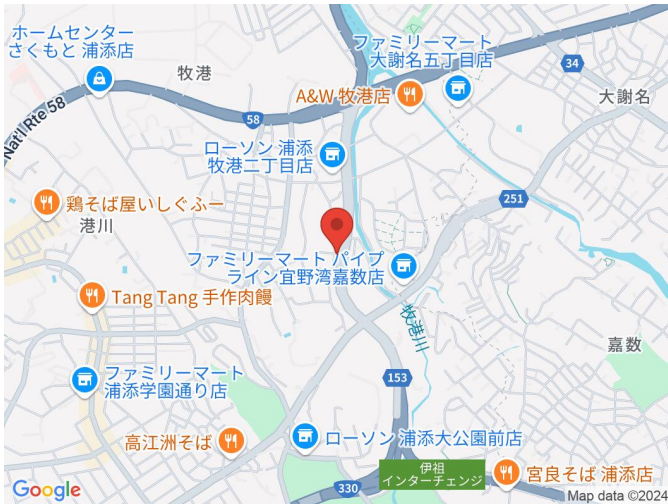 ホームセンター
さくもと 浦添店
牧港
ファミリーマート
大謝名五丁目店
34
A&W 牧港店
大謝名
Nat'l Rte 58
58
ローソン 浦添
牧港二丁目店
251
鶏そば屋いしぐふー
港川
ファミリーマート パイプ
ライン宜野湾嘉数店
Tang Tang 手作肉饅
牧港川
嘉数
ファミリーマート
浦添学園通り店
153
高江洲そば
ローソン 浦添大公園前店
伊祖
インターチェンジ
宮良そば 浦添店
330
Google
Map data ©2024